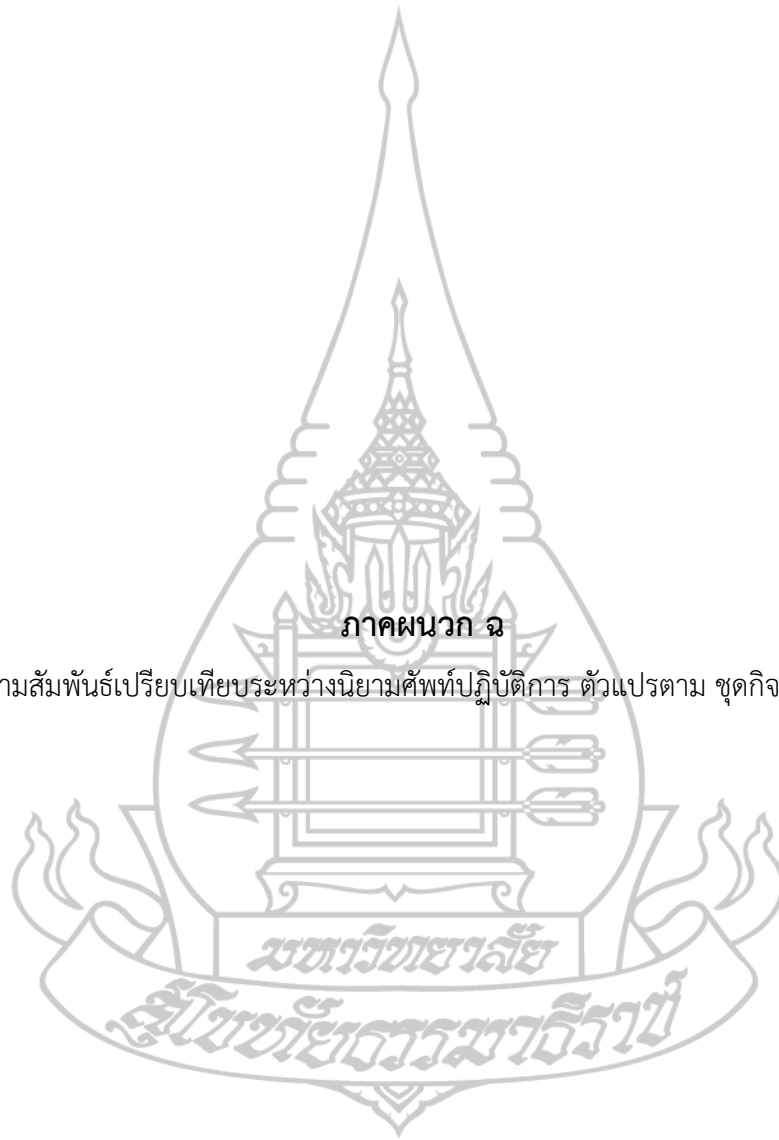 ภาคผนวก ฉ
ามสัมพันธ์เปรียบเทียบระหว่างนิยามศัพท์ปฏิบัติการ ตัวแปรตาม ชุดกิจ
มหาวิทยาลัย
สุโขทัยธรรมาธิราช